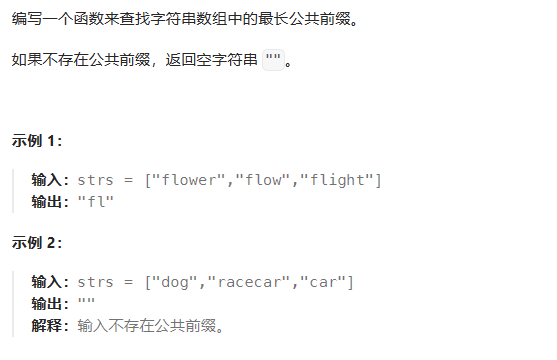 编写一个函数来查找字符串数组中的最长公共前缀。
如果不存在公共前缀，返回空字符串 ""。
示例 1：
输入：strs = ["flower","flow","flight"]
输出："fl"
示例 2：
输入：strs = ["dog","racecar","car"]
输出：""
解释：输入不存在公共前缀。